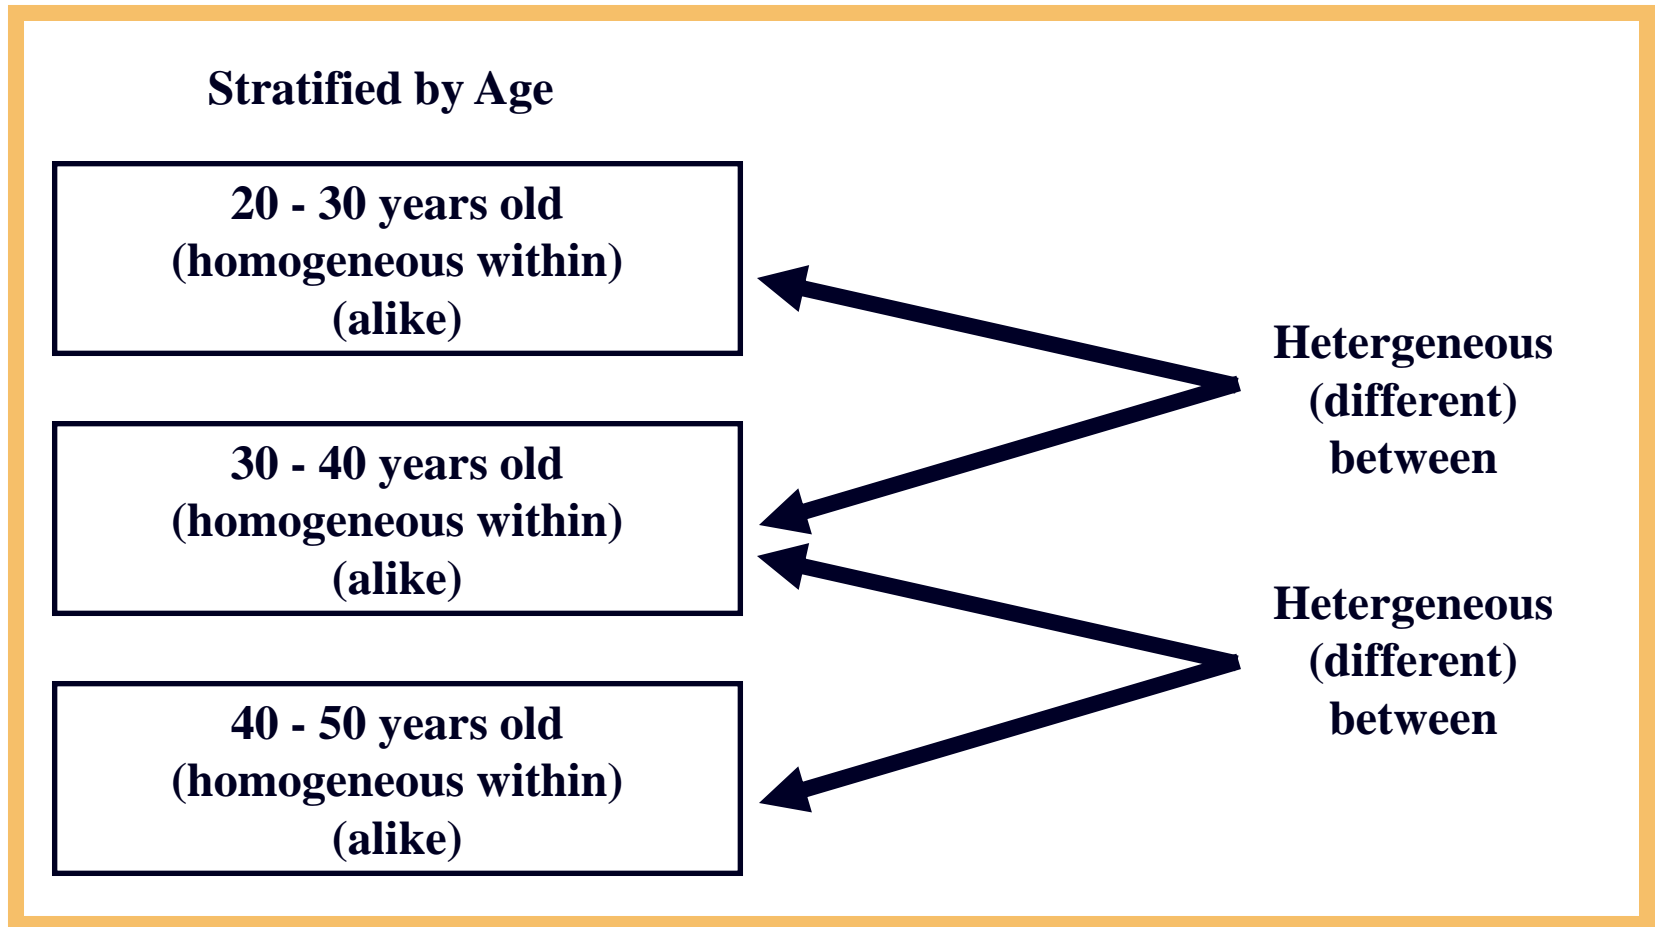 Stratified by Age
20 - 30 years old
(homogeneous within)
(alike)
Hetergeneous
(different)
between
30 - 40 years old
(homogeneous within)
(alike)
Hetergeneous
(different)
between
40 - 50 years old
(homogeneous within)
(alike)